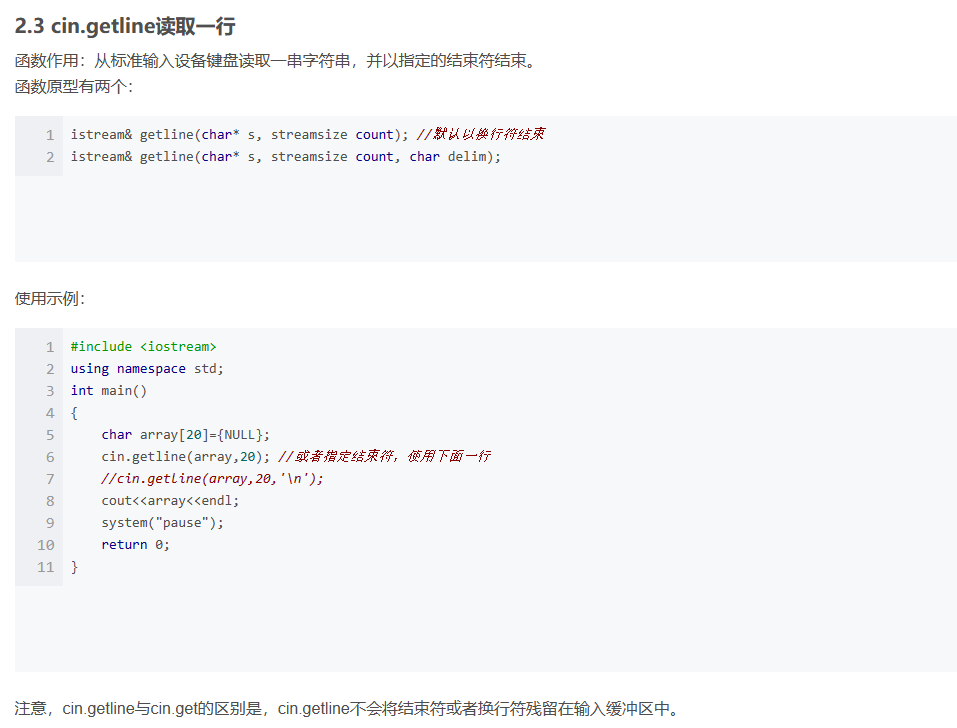 2.3 cin.getline读取一行
函数作用：从标准输入设备键盘读取一串字符串，并以指定的结束符结束。
函数原型有两个：
1 istream& getline(char* s, streamsize count); //默认以换行符结束
2 istream& getline(char* s, streamsize count, char delim);
使用示例：
1 #include <iostream>
2 using namespace std;
3 int main()
4 {
5     char array[20]={NULL};
6     cin.getline(array,20); //或者指定结束符，使用下面一行
7     //cin.getline(array,20,'\n');
8     cout<<array<<endl;
9     system("pause");
10     return 0;
11 }
注意，cin.getline与cin.get的区别是，cin.getline不会将结束符或者换行符残留在输入缓冲区中。